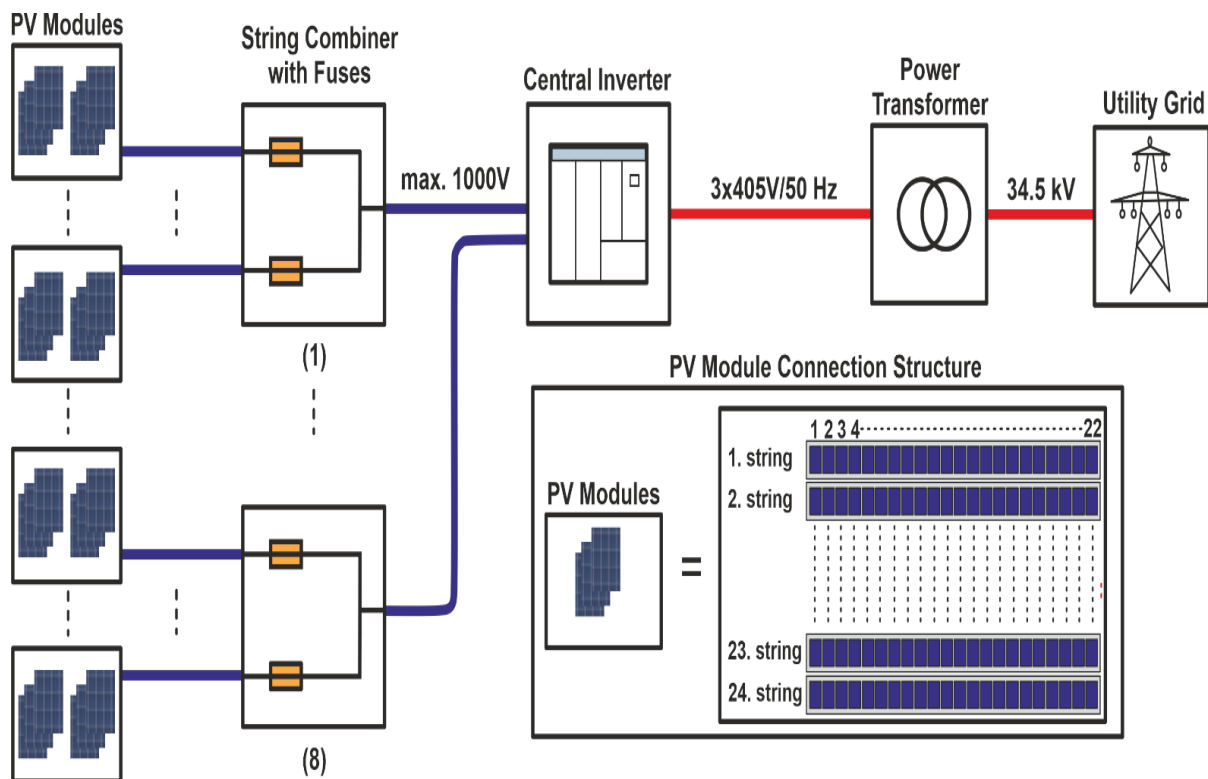 PV Modules
String Combiner
with Fuses
Central Inverter
Power
Transformer
Utility Grid
max. 1000V
3x405V/50 Hz
34.5 kV
(1)
PV Module Connection Structure
1 2 3 4 22
1. string
2. string
PV Modules
=
23. string
24. string
(8)